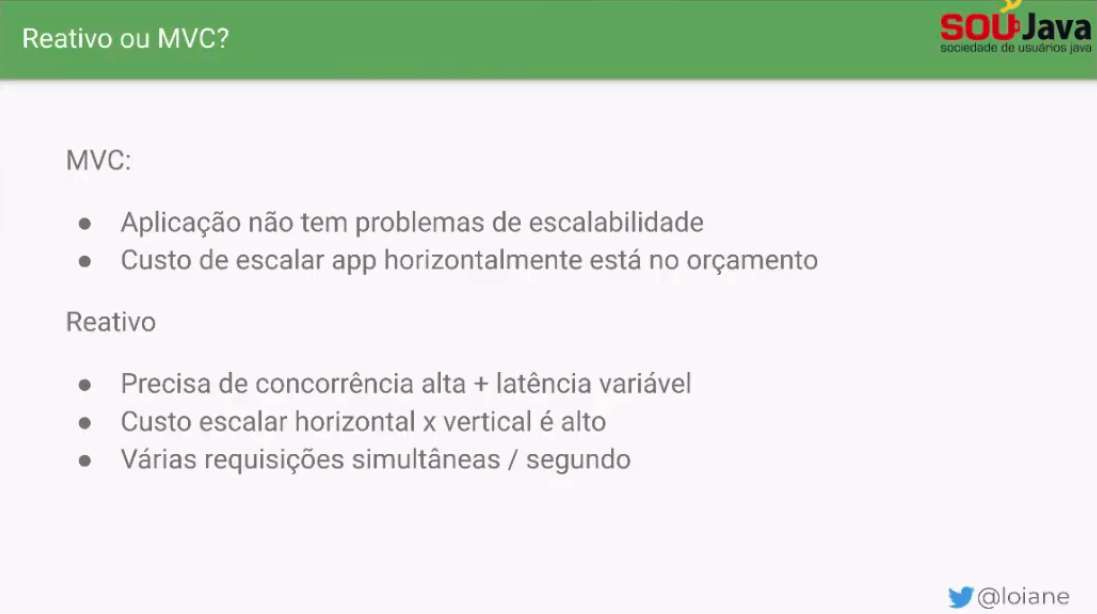 Reativo ou MVC?
SOUJava
sociedade de usuários java
MVC:
● Aplicação não tem problemas de escalabilidade
● Custo de escalar app horizontalmente está no orçamento
Reativo
● Precisa de concorrência alta + latência variável
● Custo escalar horizontal x vertical é alto
● Várias requisições simultâneas / segundo
@loiane